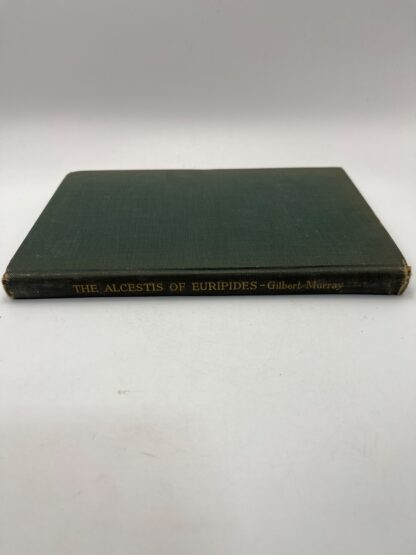 THE ALCESTIS OF EURIPIDES - Gilbert Murray